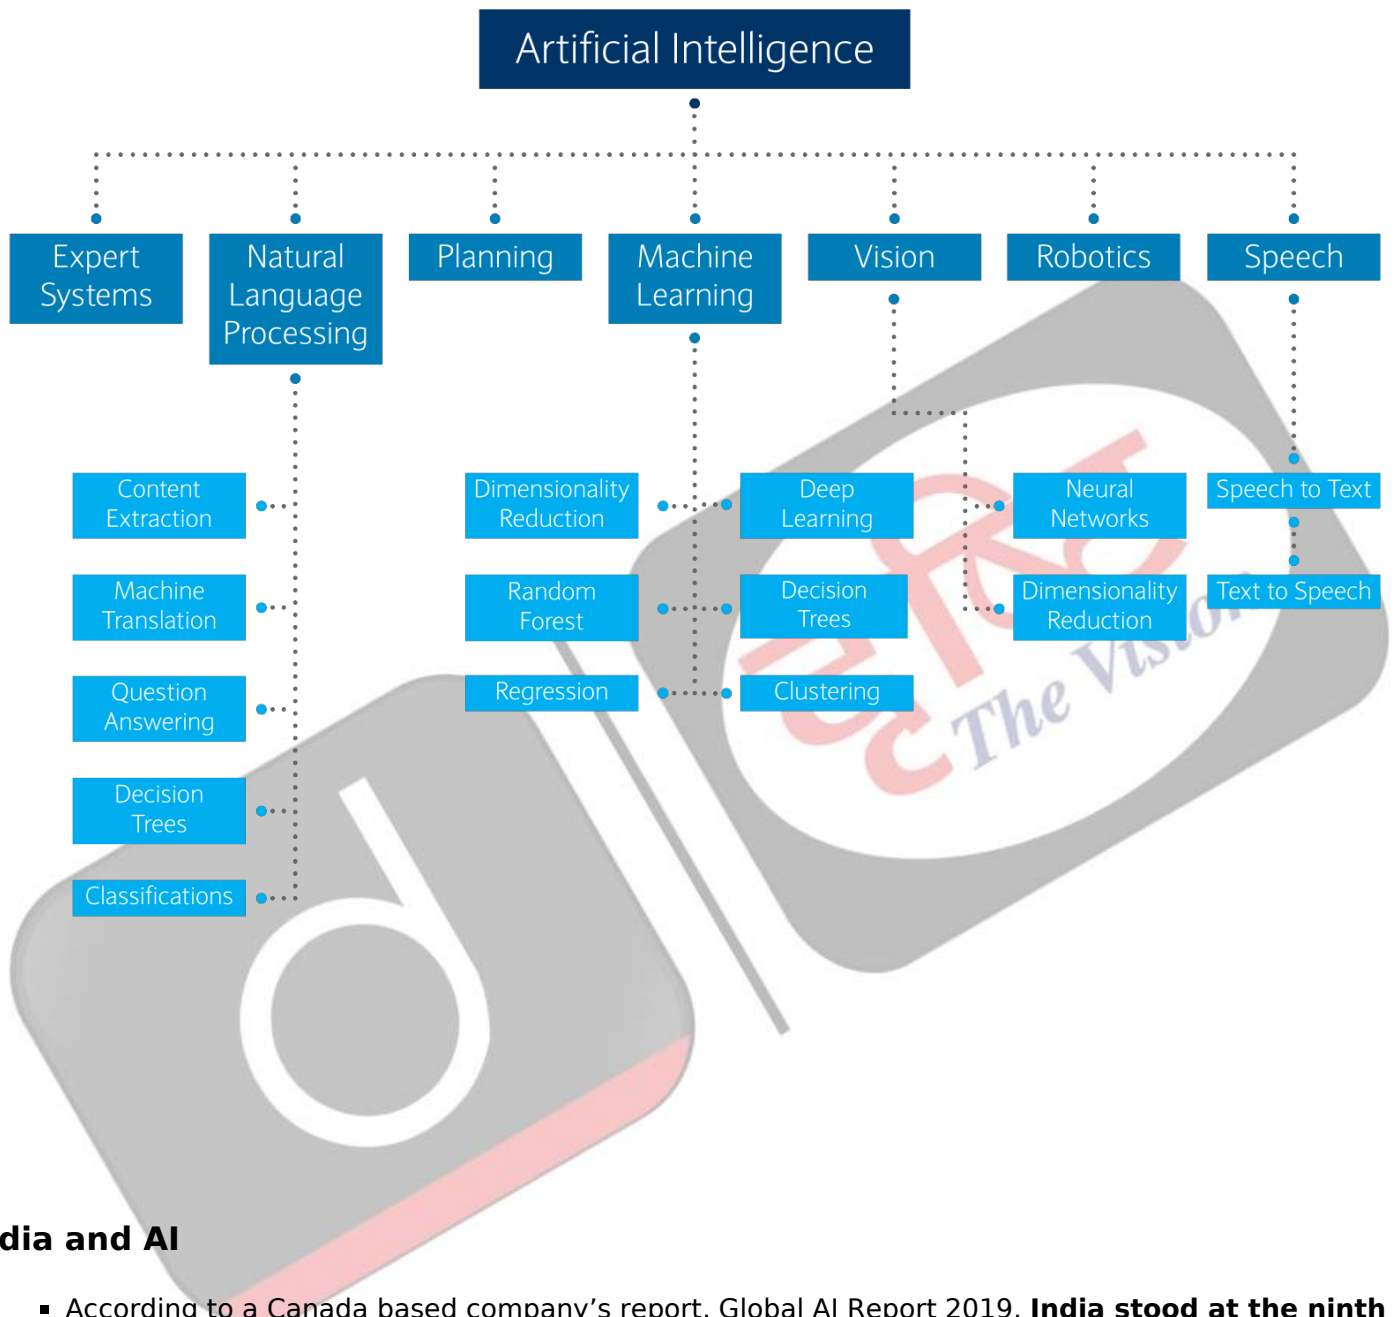 Artificial Intelligence
Expert
Systems
Natural
Language
Processing
Planning
Machine
Learning
Vision
Robotics
Speech
Content
Extraction
Machine
Translation
Question
Answering
Decision
Trees
Classifications
Dimensionality
Reduction
Random
Forest
Regression
Deep
Learning
Decision
Trees
Clustering
Neural
Networks
Dimensionality
Reduction
Speech to Text
Text to Speech
d
दृष्टि
The Vision
dia and AI
According to a Canada based company’s report, Global AI Report 2019, India stood at the ninth